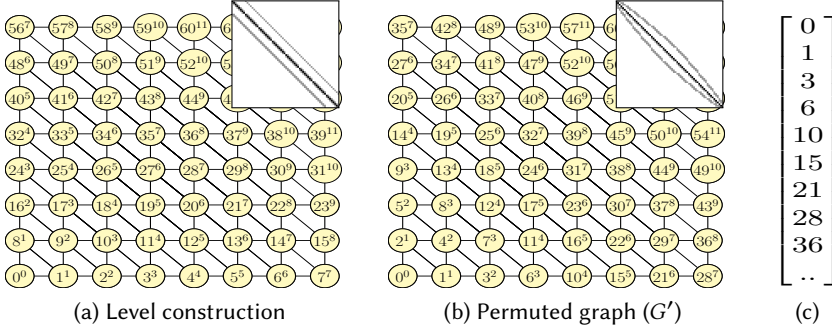 56⁷ 57⁸ 58⁹ 59¹⁰ 60¹¹
48⁶ 49⁷ 50⁸ 51⁹ 52¹⁰
40⁵ 41⁶ 42⁷ 43⁸ 44⁹
32⁴ 33⁵ 34⁶ 35⁷ 36⁸ 37⁹ 38¹⁰ 39¹¹
24³ 25⁴ 26⁵ 27⁶ 28⁷ 29⁸ 30⁹ 31¹⁰
16² 17³ 18⁴ 19⁵ 20⁶ 21⁷ 22⁸ 23⁹
8¹ 9² 10³ 11⁴ 12⁵ 13⁶ 14⁷ 15⁸
0⁰ 1¹ 2² 3³ 4⁴ 5⁵ 6⁶ 7⁷
(a) Level construction
35⁷ 42⁸ 48⁹ 53¹⁰ 57¹¹
27⁶ 34⁷ 41⁸ 47⁹ 52¹⁰
20⁵ 26⁶ 33⁷ 40⁸ 46⁹
14⁴ 19⁵ 25⁶ 32⁷ 39⁸ 45⁹ 50¹⁰ 54¹¹
9³ 13⁴ 18⁵ 24⁶ 31⁷ 38⁸ 44⁹ 49¹⁰
5² 8³ 12⁴ 17⁵ 23⁶ 30⁷ 37⁸ 43⁹
2¹ 4² 7³ 11⁴ 16⁵ 22⁶ 29⁷ 36⁸
0⁰ 1¹ 3² 6³ 10⁴ 15⁵ 21⁶ 28⁷
(b) Permuted graph (G′)
0
1
3
6
10
15
21
28
36
..
(c)